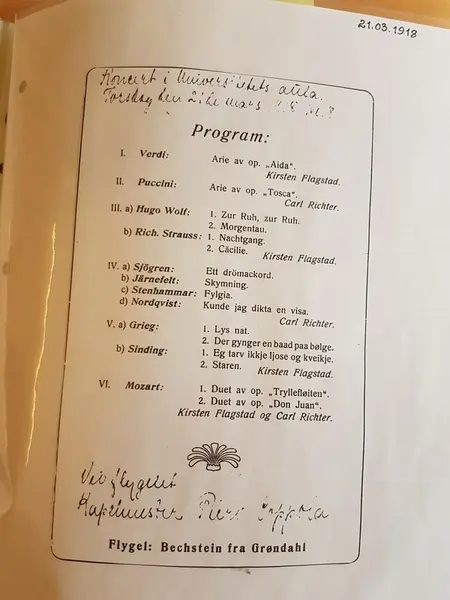 21.03.1918
Koncert i Universitetets aula.
Torsdag den 21de mars
Program:
I. Verdi: Arie av op. „Aida“.
Kirsten Flagstad.
II. Puccini: Arie av op. „Tosca“.
Carl Richter.
III. a) Hugo Wolf: 1. Zur Ruh, zur Ruh.
2. Morgentau.
b) Rich. Strauss: 1. Nachtgang.
2. Cäcilie.
Kirsten Flagstad.
IV. a) Sjögren: Ett drömackord.
b) Järnefelt: Skymning.
c) Stenhammar: Fylgia.
d) Nordqvist: Kunde jag dikta en visa.
Carl Richter.
V. a) Grieg: 1. Lys nat.
2. Der gynger en baad paa bølge.
b) Sinding: 1. Eg tarv ikkje ljose og kveikje.
2. Staren.
Kirsten Flagstad.
VI. Mozart: 1. Duet av op. „Tryllefløiten“.
2. Duet av op. „Don Juan“.
Kirsten Flagstad og Carl Richter.
Ved flygelet
Kapelmester Piero Coppola
Flygel: Bechstein fra Grøndahl